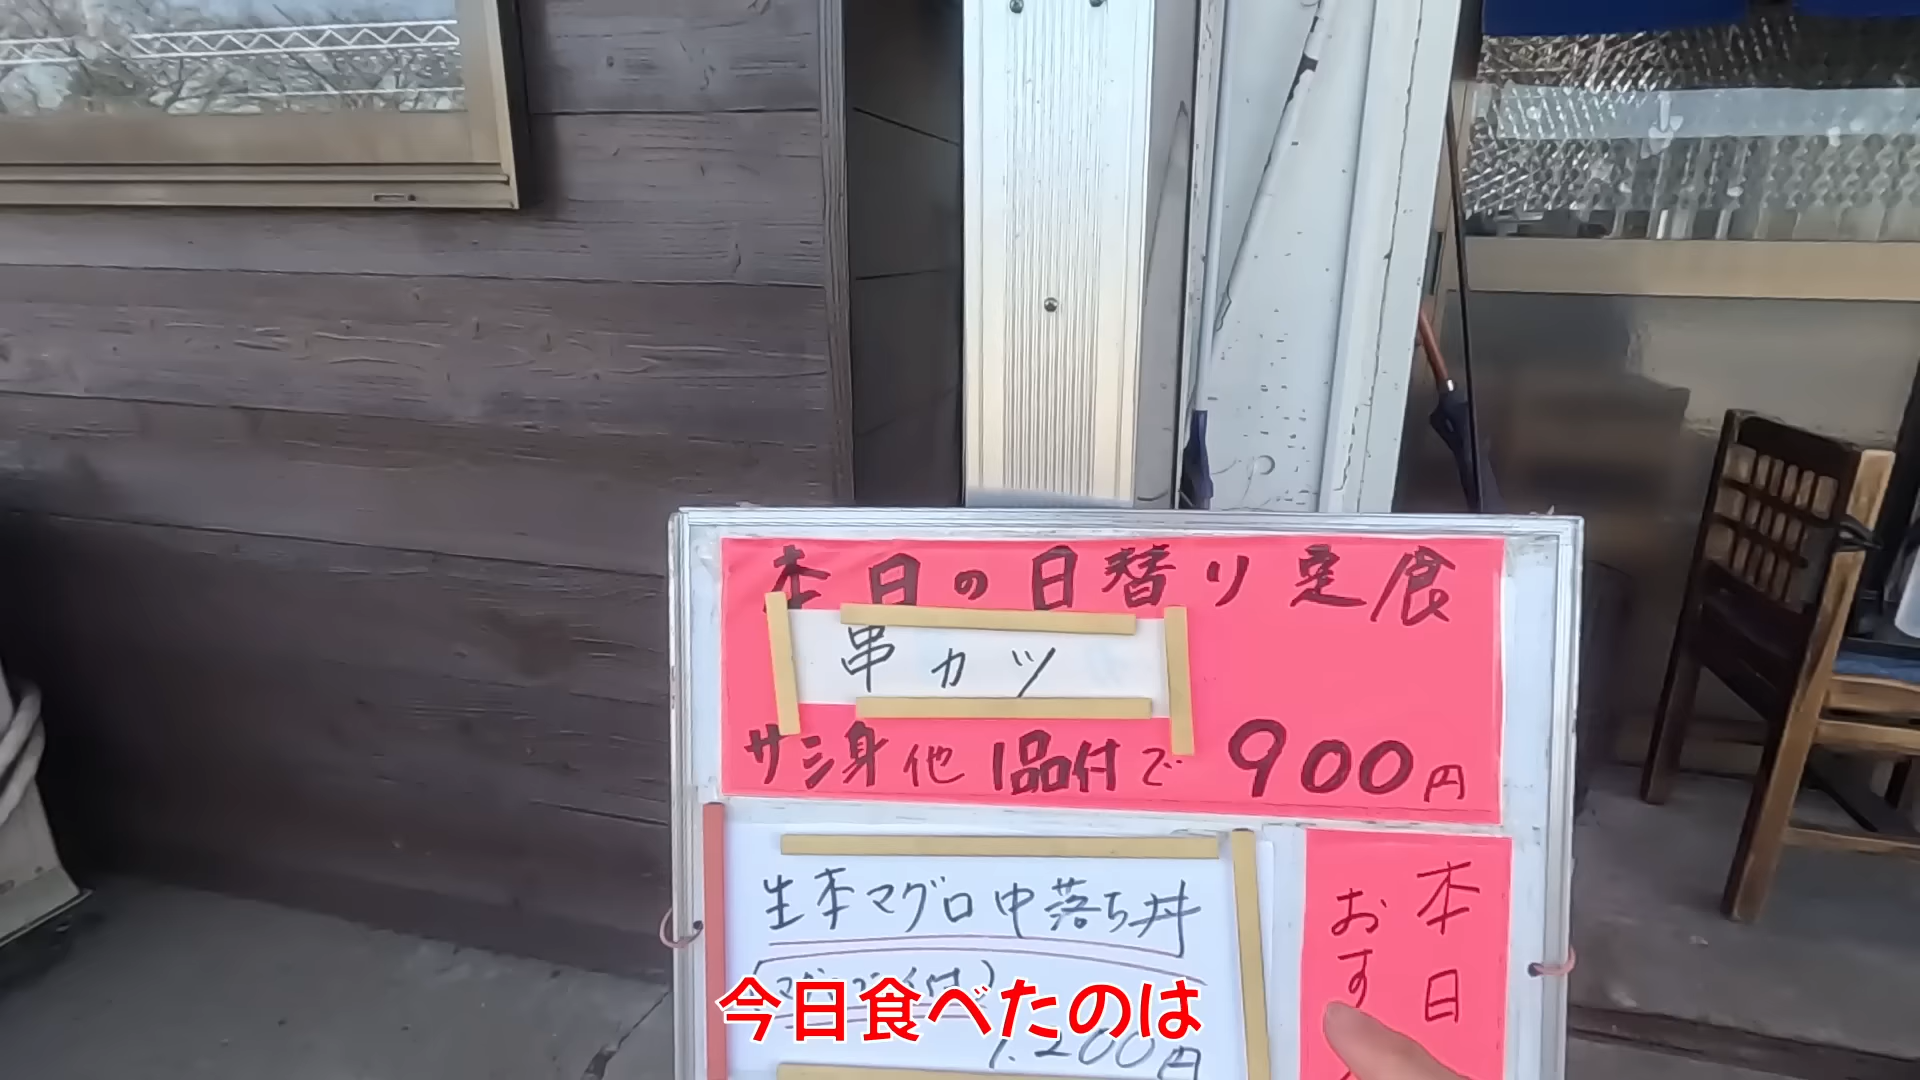 本日の日替り定食
串カツ
サシ身他1品付で900円
生本マグロ中落ち丼
1.200円
本日
おす
今日食べたのは